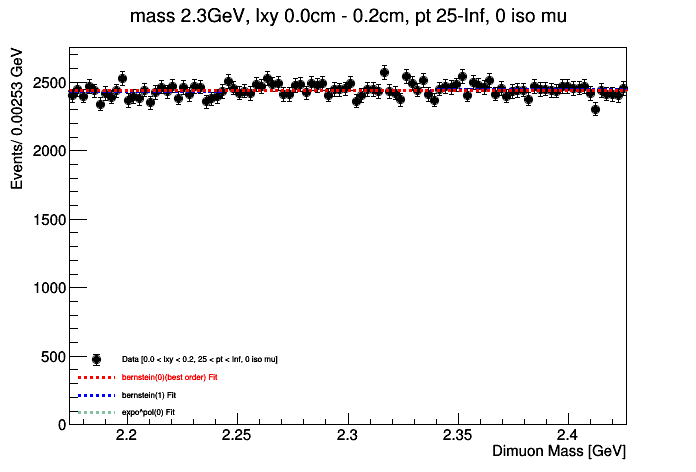 mass 2.3GeV, lxy 0.0cm - 0.2cm, pt 25-Inf, 0 iso mu
Events/ 0.00253 GeV
2500
2000
1500
1000
500
0
Data [0.0 < lxy < 0.2, 25 < pt < Inf, 0 iso mu]
bernstein(0)(best order) Fit
bernstein(1) Fit
expo^pol(0) Fit
2.2
2.25
2.3
2.35
2.4
Dimuon Mass [GeV]